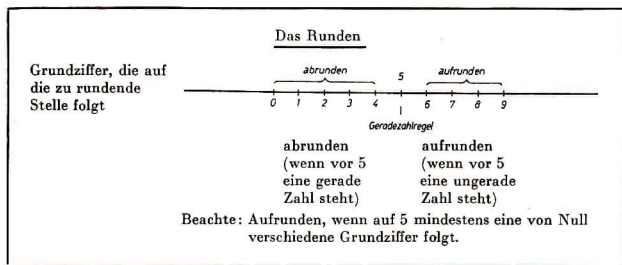 Das Runden
Grundziffer, die auf
die zu rundende
Stelle folgt
abrunden 5 aufrunden
0 1 2 3 4 6 7 8 9
Geradezahlregel
abrunden aufrunden
(wenn vor 5 (wenn vor 5
eine gerade eine ungerade
Zahl steht) Zahl steht)
Beachte: Aufrunden, wenn auf 5 mindestens eine von Null
verschiedene Grundziffer folgt.